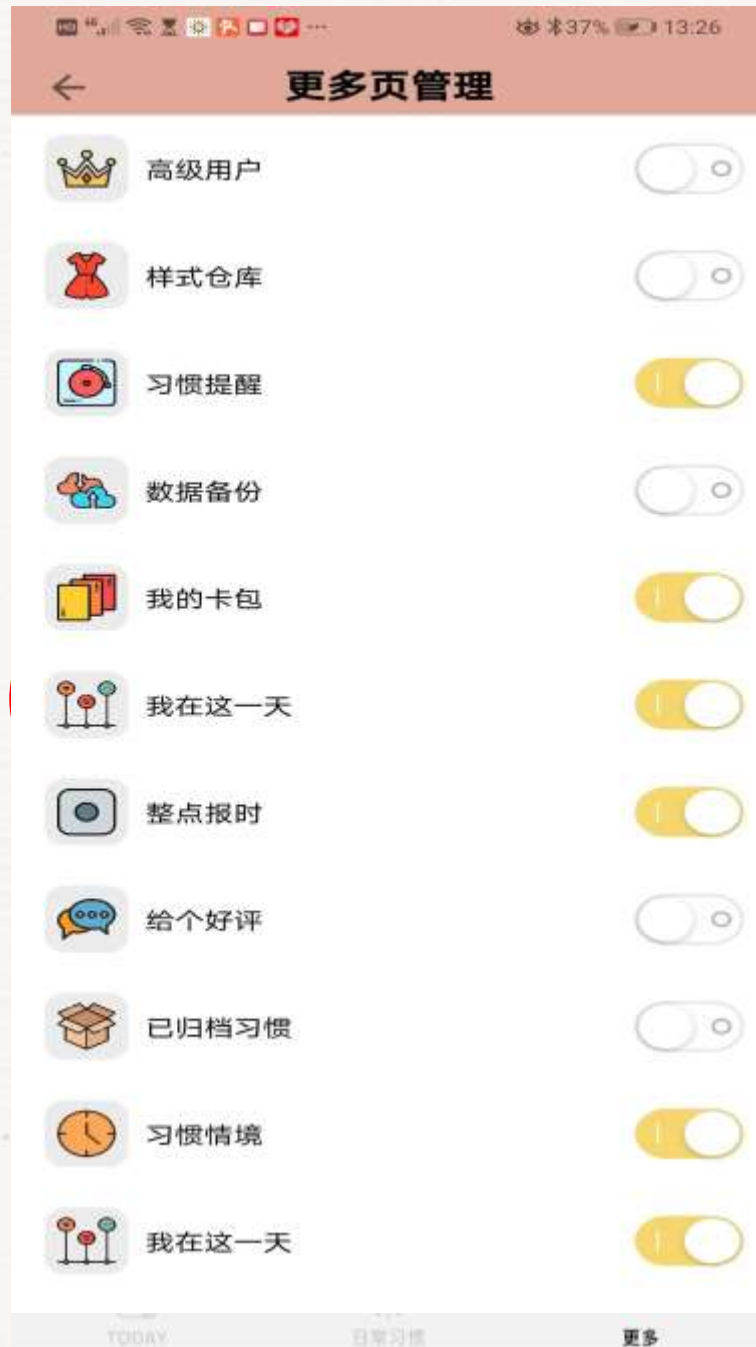 HD 46 37% 13:26
更多页管理
高级用户
样式仓库
习惯提醒
数据备份
我的卡包
我在这一天
整点报时
给个好评
已归档习惯
习惯情境
我在这一天
TODAY 日常习惯 更多